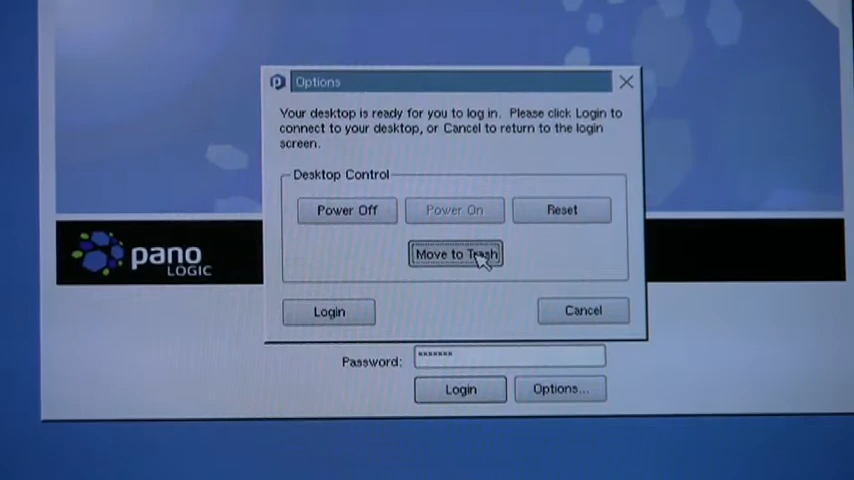 Options
Your desktop is ready for you to log in. Please click Login to
connect to your desktop, or Cancel to return to the login
screen.
Desktop Control
Power Off
Power On
Reset
Move to Trash
Login
Cancel
pano
LOGIC
Password:
*******
Login
Options...